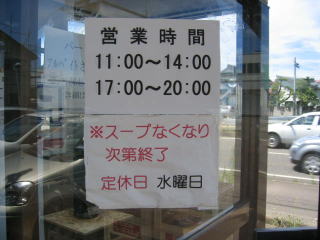 営業時間
11:00〜14:00
17:00〜20:00
※スープなくなり
次第終了
定休日 水曜日